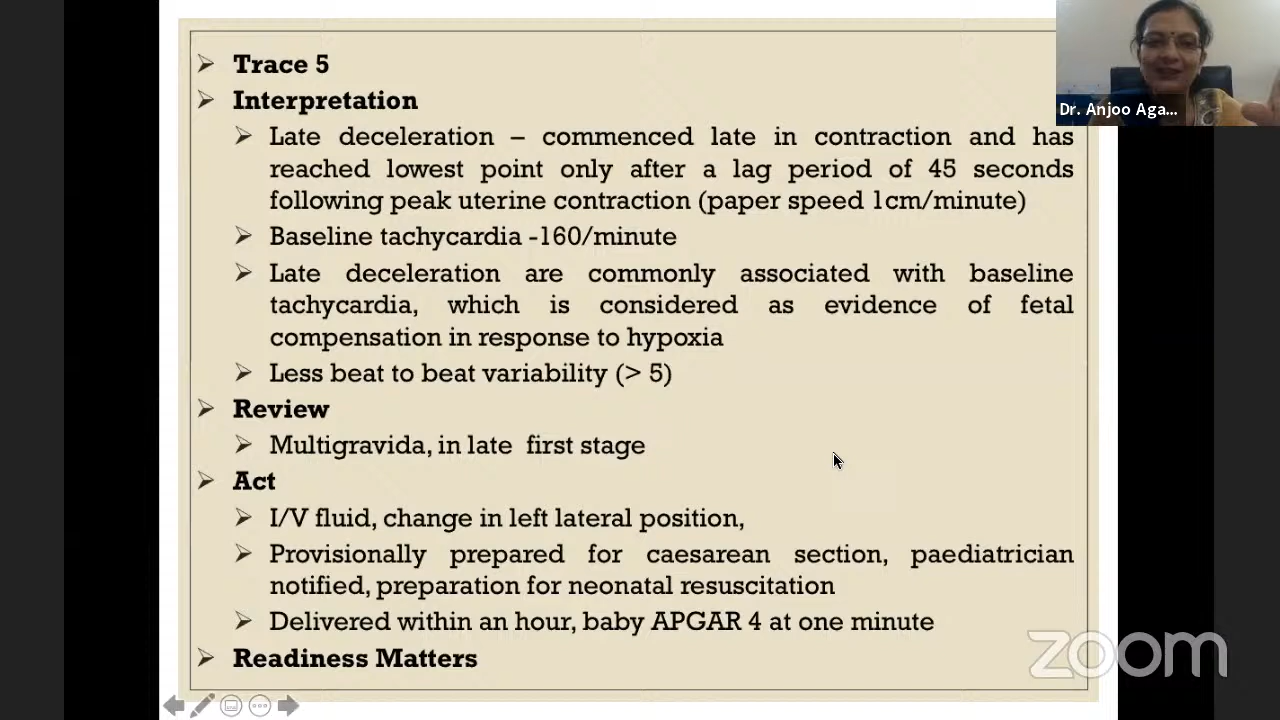 Trace 5
Interpretation
Late deceleration – commenced late in contraction and has
reached lowest point only after a lag period of 45 seconds
following peak uterine contraction (paper speed 1cm/minute)
Baseline tachycardia -160/minute
Late deceleration are commonly associated with baseline
tachycardia, which is considered as evidence of fetal
compensation in response to hypoxia
Less beat to beat variability (> 5)
Review
Multigravida, in late first stage
Act
I/V fluid, change in left lateral position,
Provisionally prepared for caesarean section, paediatrician
notified, preparation for neonatal resuscitation
Delivered within an hour, baby APGAR 4 at one minute
Readiness Matters
Dr. Anjoo Aga...
zoom